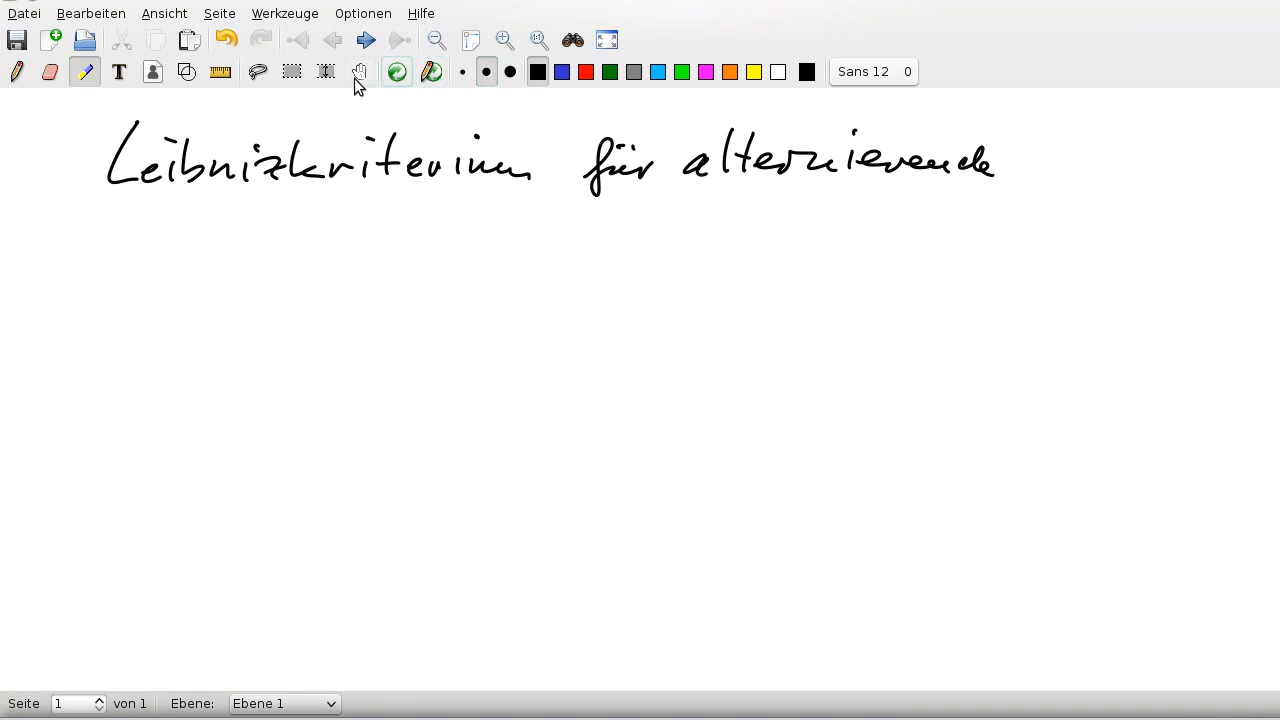 Datei Bearbeiten Ansicht Seite Werkzeuge Optionen Hilfe
T Sans 12 0
Leibnizkriterium für alternierende
Seite 1 von 1 Ebene: Ebene 1